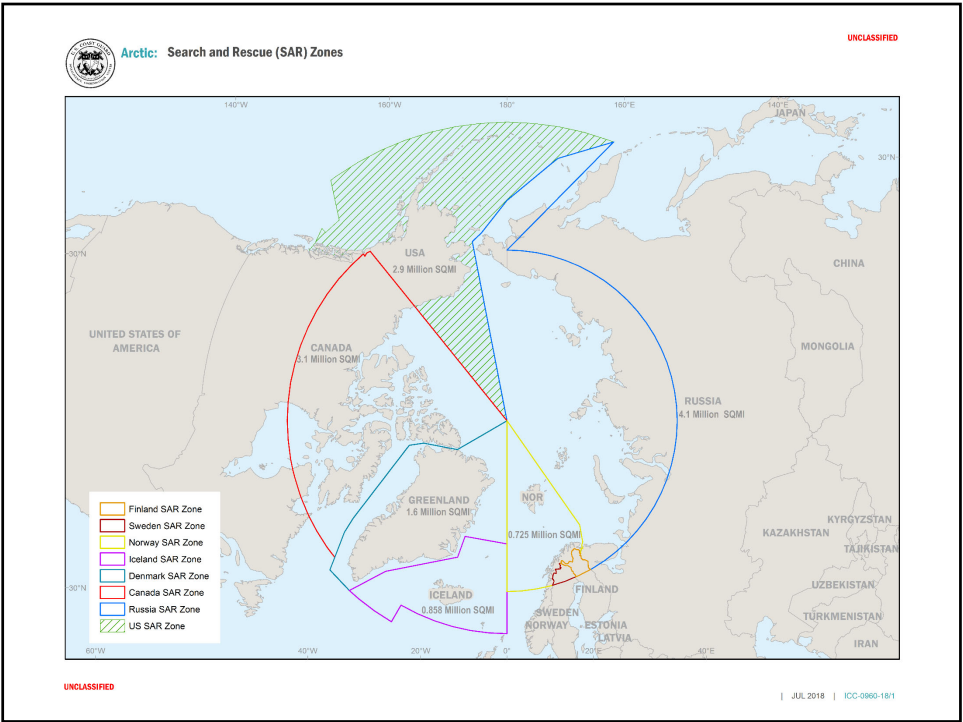 UNCLASSIFIED
U.S. COAST GUARD
Arctic: Search and Rescue (SAR) Zones
140°W
160°W
180°
160°E
140°E
JAPAN
30°N
30°N
USA
2.9 Million SQMI
CHINA
UNITED STATES OF
AMERICA
CANADA
3.1 Million SQMI
MONGOLIA
RUSSIA
4.1 Million SQMI
GREENLAND
1.6 Million SQMI
NOR
0.725 Million SQMI
KAZAKHSTAN
KYRGYZSTAN
TAJIKISTAN
UZBEKISTAN
TURKMENISTAN
IRAN
ICELAND
0.858 Million SQMI
FINLAND
SWEDEN
NORWAY
ESTONIA
LATVIA
30°N
Finland SAR Zone
Sweden SAR Zone
Norway SAR Zone
Iceland SAR Zone
Denmark SAR Zone
Canada SAR Zone
Russia SAR Zone
US SAR Zone
60°W
40°W
20°W
0°
20°E
40°E
UNCLASSIFIED
| JUL 2018 | ICC-0960-18/1